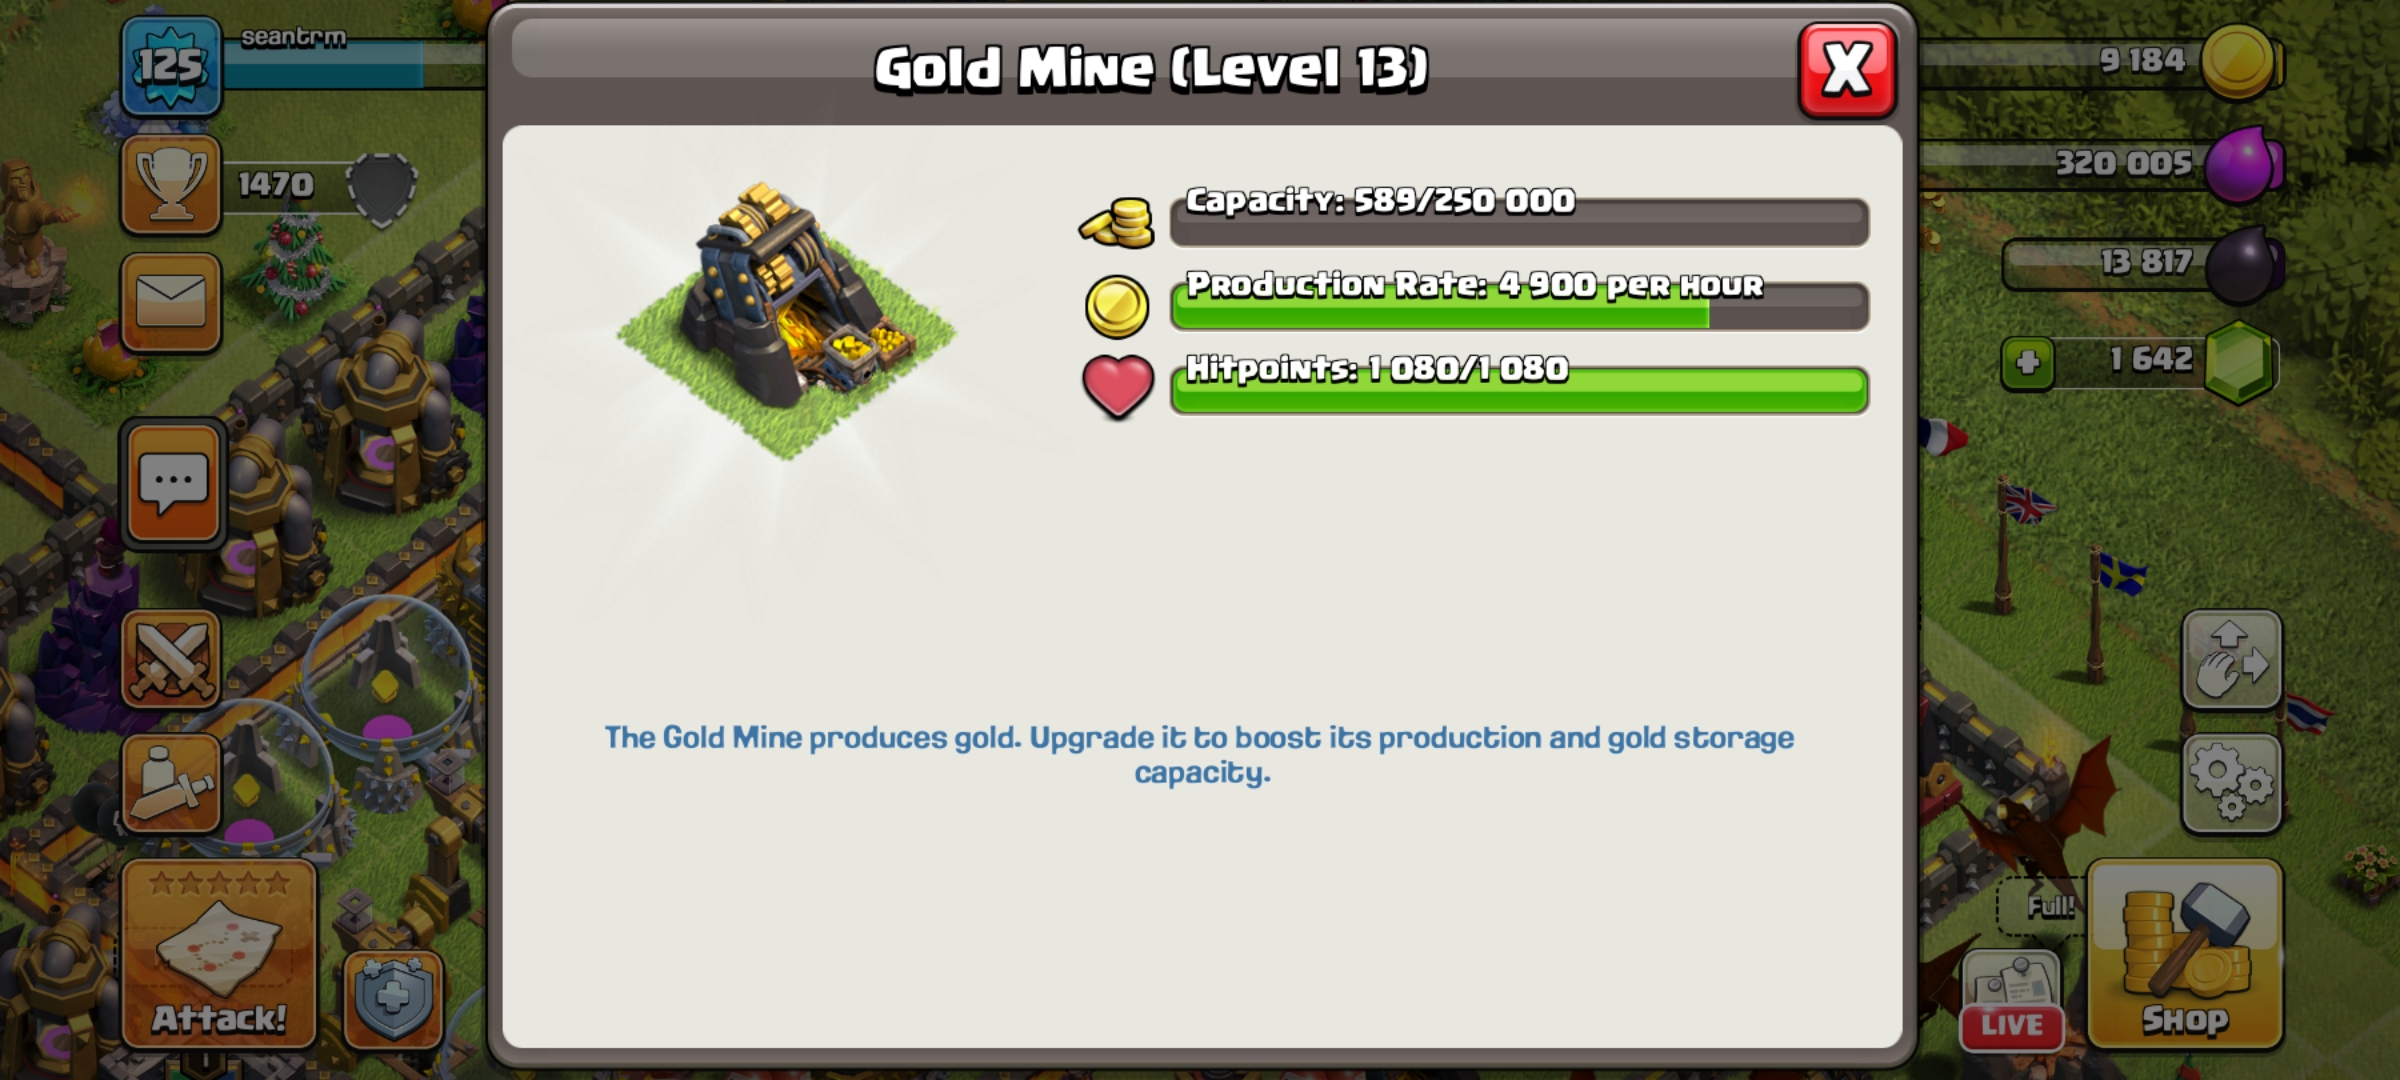 125
seantrm
Gold Mine (Level 13)
X
9 184
1470
Capacity: 589/250 000
320 005
Production Rate: 4 900 per hour
13 817
Hitpoints: 1 080/1 080
1 642
The Gold Mine produces gold. Upgrade it to boost its production and gold storage
capacity.
Full!
Attack!
LIVE
Shop